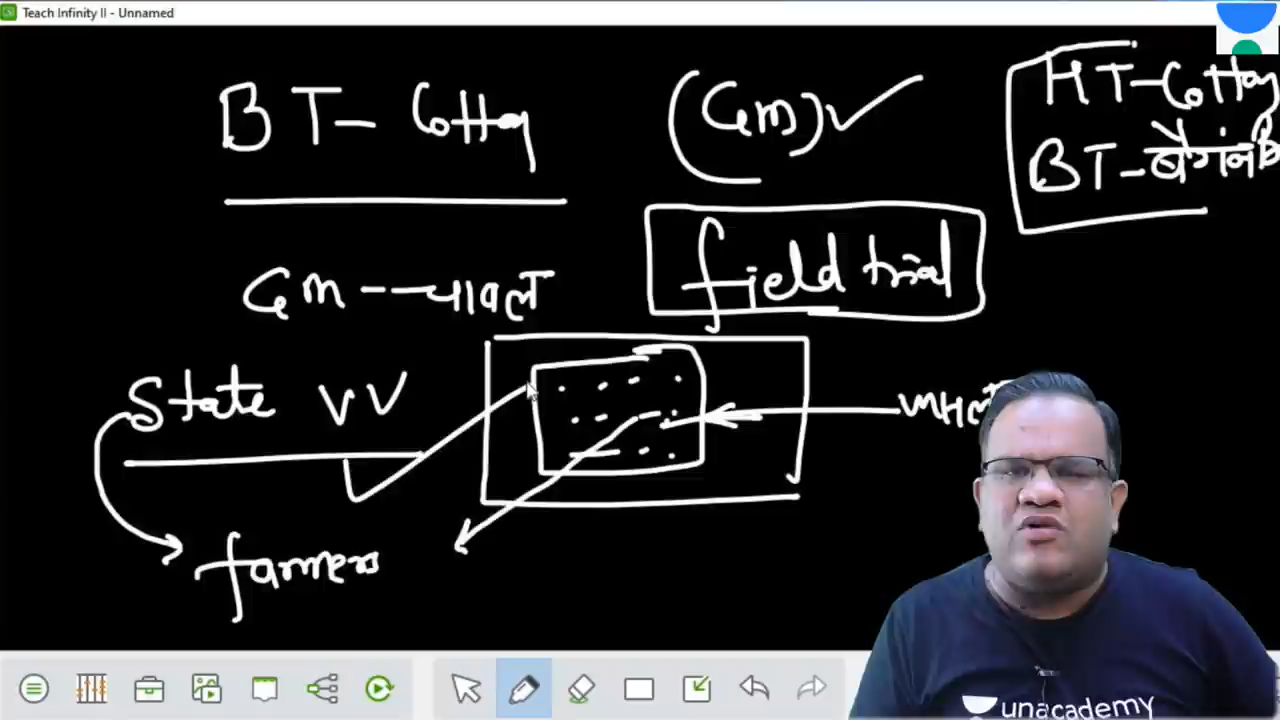 Teach Infinity II - Unnamed
BT- Cotton (GM)
HT-Cotton
BT-बैगन
GM -- चावल
field trial
State VV
farmers
unacademy